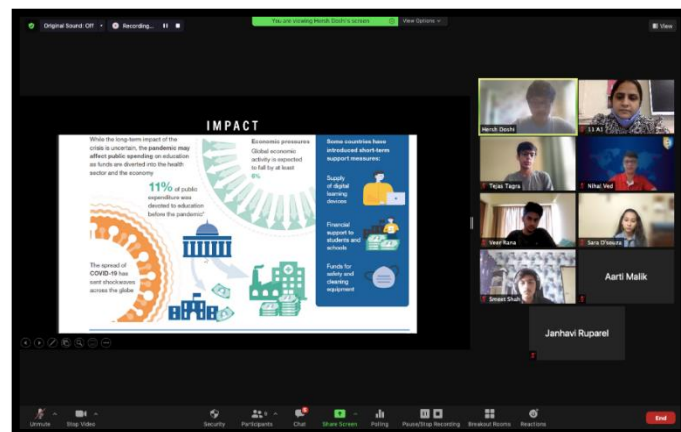 Original Sound: Off
Recording...
You are viewing Hersh Doshi's screen
View Options
View
IMPACT
While the long-term impact of the
crisis is uncertain, the pandemic may
affect public spending on education
as funds are diverted into the health
sector and the economy
11% of public
expenditure was
devoted to education
before the pandemic¹
The spread of
COVID-19 has
sent shockwaves
across the globe
Economic pressures
Global economic
activity is expected
to fall by at least
Some countries have
introduced short-term
support measures:
Supply
of digital
learning
devices
Financial
support to
students and
schools
Funds for
safety and
cleaning
equipment
Hersh Doshi
11 A1
Tejas Tagra
Nihal Ved
Veer Rana
Sara D'souza
Smeet Shah
Aarti Malik
Janhavi Ruparel
Unmute
Stop Video
Security
Participants
Chat
Share Screen
Polling
Pause/Stop Recording
Breakout Rooms
Reactions
End